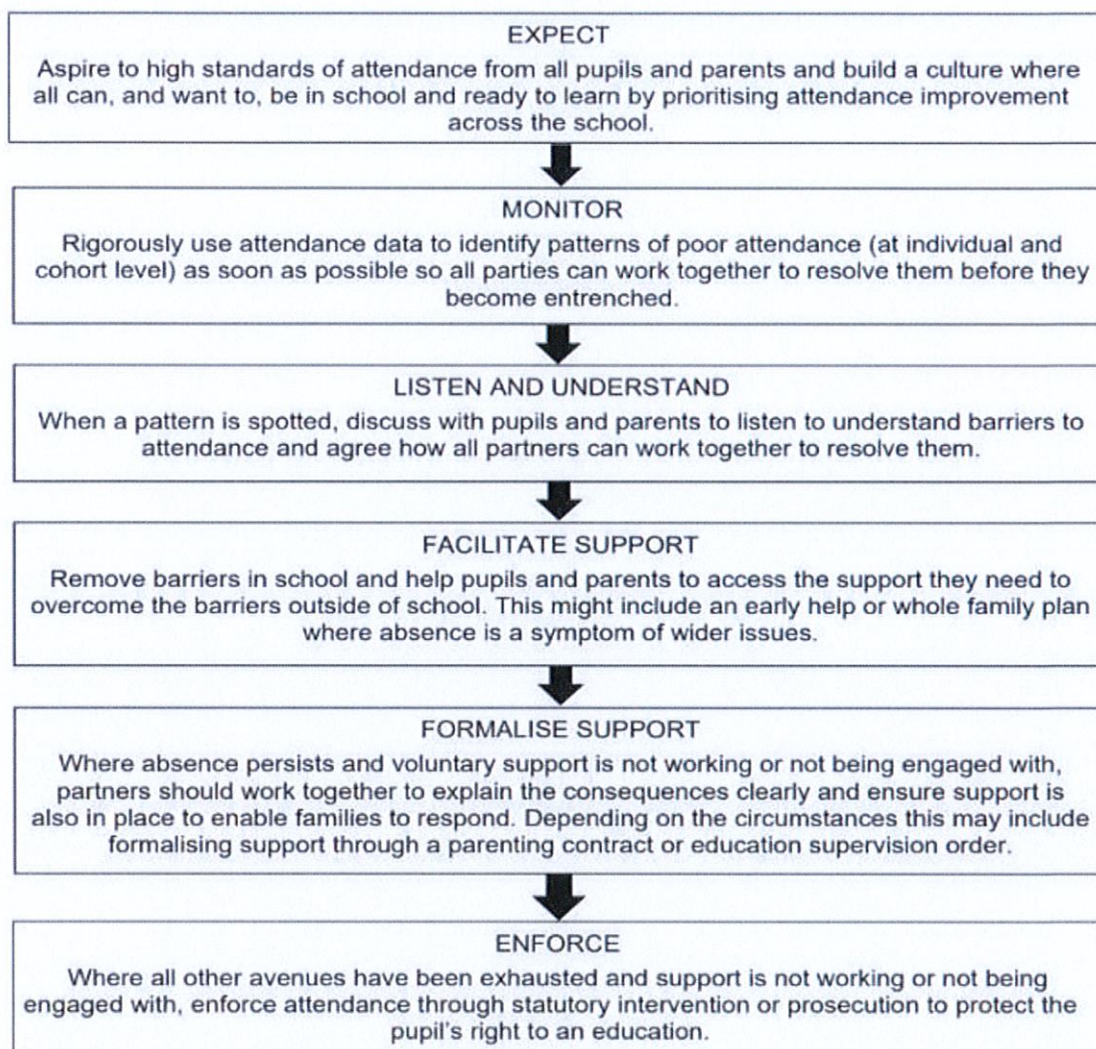 EXPECT
Aspire to high standards of attendance from all pupils and parents and build a culture where
all can, and want to, be in school and ready to learn by prioritising attendance improvement
across the school.
MONITOR
Rigorously use attendance data to identify patterns of poor attendance (at individual and
cohort level) as soon as possible so all parties can work together to resolve them before they
become entrenched.
LISTEN AND UNDERSTAND
When a pattern is spotted, discuss with pupils and parents to listen to understand barriers to
attendance and agree how all partners can work together to resolve them.
FACILITATE SUPPORT
Remove barriers in school and help pupils and parents to access the support they need to
overcome the barriers outside of school. This might include an early help or whole family plan
where absence is a symptom of wider issues.
FORMALISE SUPPORT
Where absence persists and voluntary support is not working or not being engaged with,
partners should work together to explain the consequences clearly and ensure support is
also in place to enable families to respond. Depending on the circumstances this may include
formalising support through a parenting contract or education supervision order.
ENFORCE
Where all other avenues have been exhausted and support is not working or not being
engaged with, enforce attendance through statutory intervention or prosecution to protect the
pupil's right to an education.